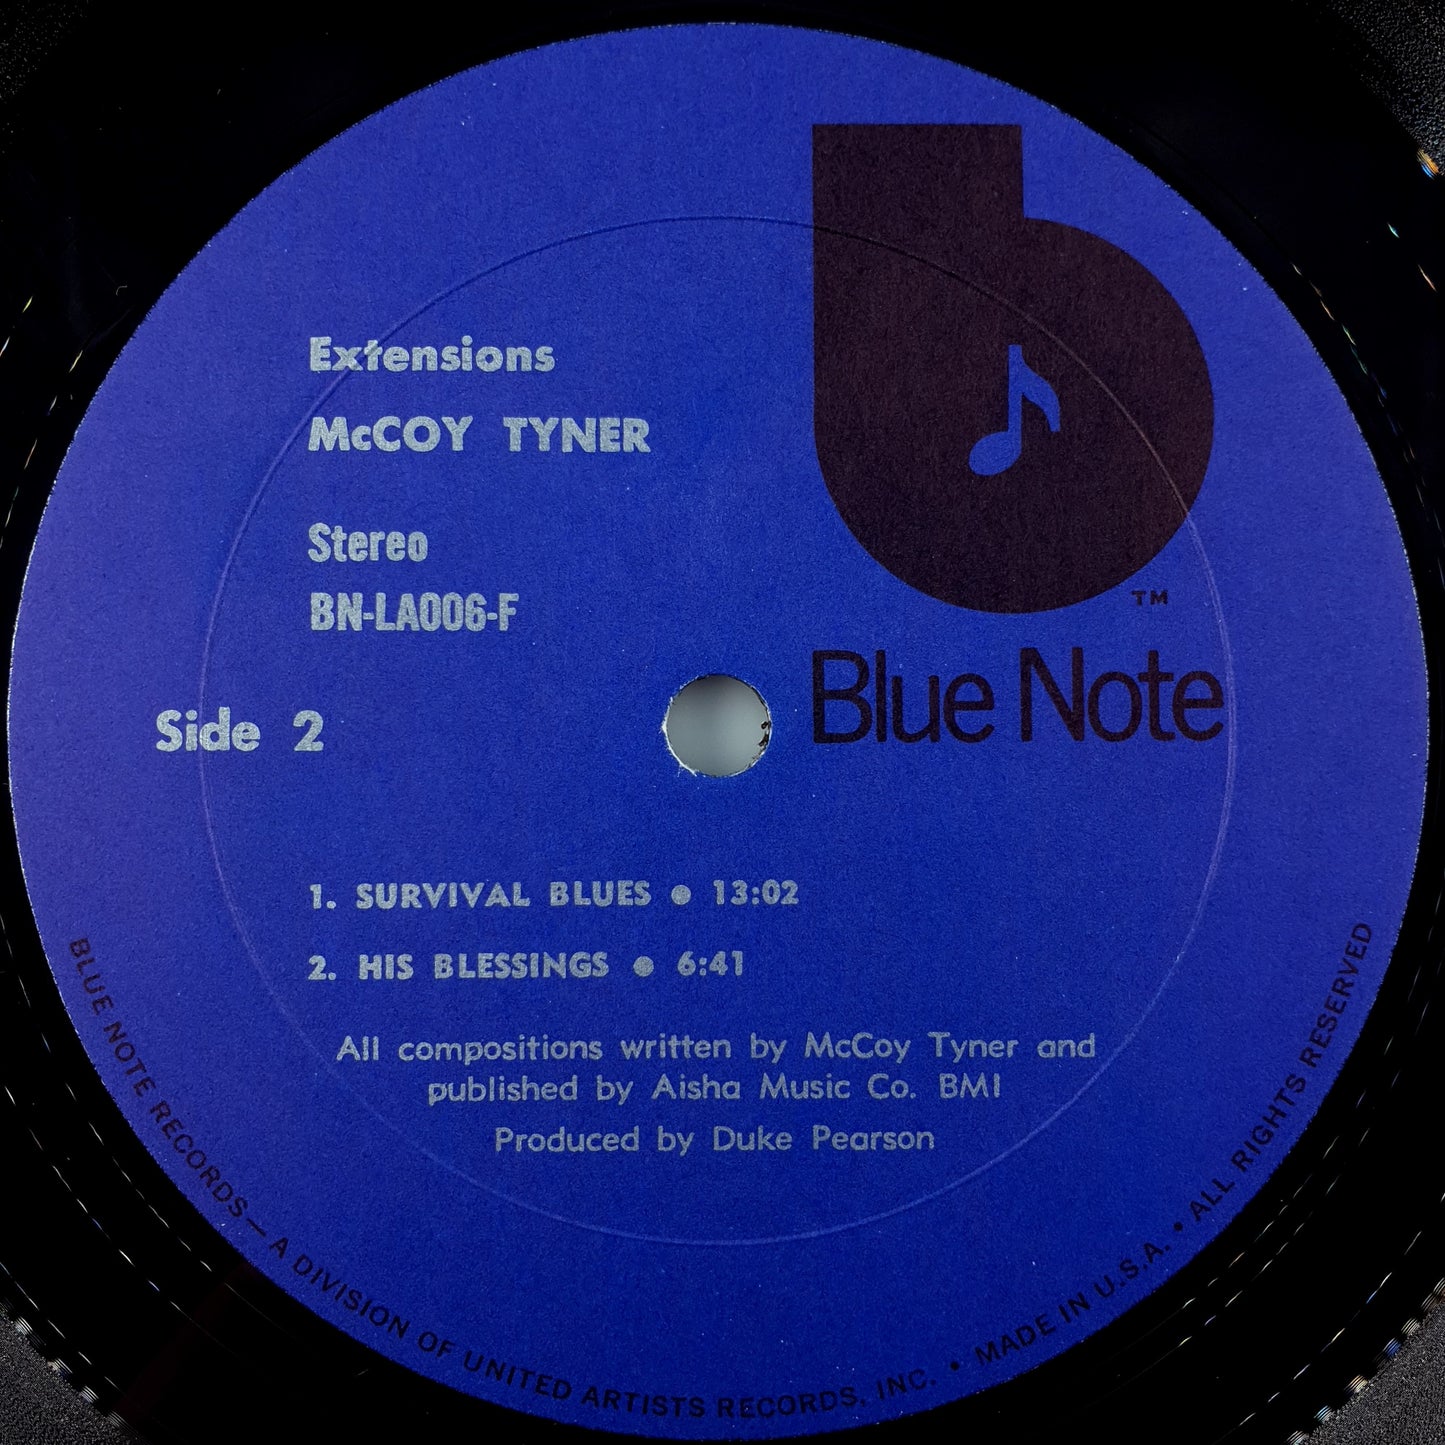 Extensions
McCOY TYNER
Stereo
BN-LA006-F
Side 2
TM
Blue Note
1. SURVIVAL BLUES ● 13:02
2. HIS BLESSINGS ● 6:41
All compositions written by McCoy Tyner and
published by Aisha Music Co. BMI
Produced by Duke Pearson
BLUE NOTE RECORDS — A DIVISION OF UNITED ARTISTS RECORDS, INC. • MADE IN U.S.A. • ALL RIGHTS RESERVED